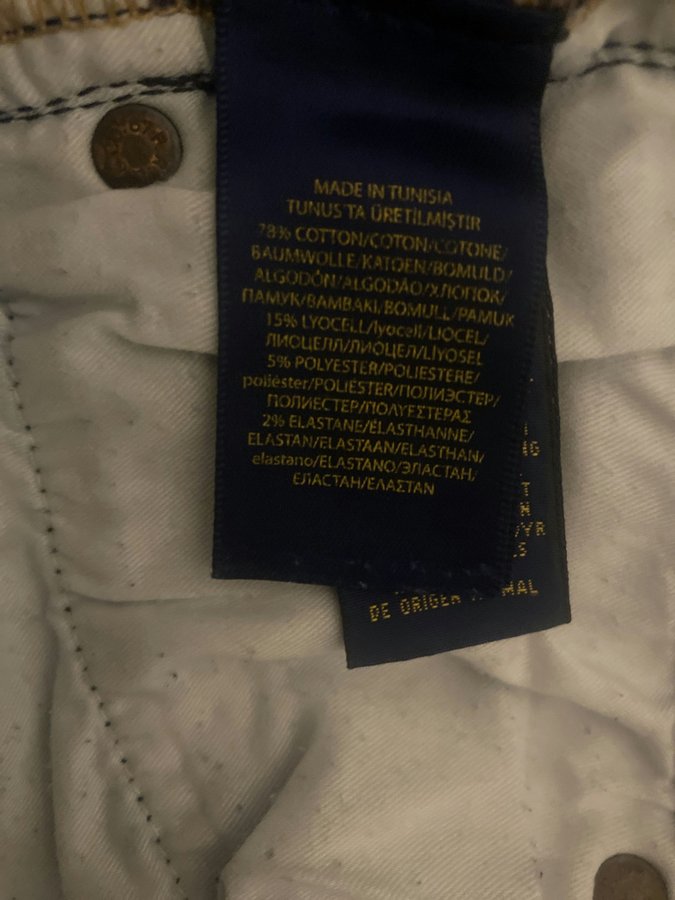 MADE IN TUNISIA
TUNUS TA ÜRETİLMİŞTİR
78% COTTON/COTON/COTONE/
BAUMWOLLE/KATOEN/BOMULD/
ALGODÓN/ALGODÃO/ХЛОПОК/
ПАМУК/ΒΑΜΒΑΚΙ/BOMULL/PAMUK
15% LYOCELL/lyocell/LIOCEL/
ЛИОЦЕЛЛ/ЛИОЦЕЛ/LİYOSEL
5% POLYESTER/POLIESTERE/
poliéster/POLIÉSTER/ПОЛИЭСТЕР/
ПОЛИЕСТЕР/ΠΟΛΥΕΣΤΕΡΑΣ
2% ELASTANE/ÉLASTHANNE/
ELASTAN/ELASTAAN/ELASTHAN/
elastano/ELASTANO/ЭЛАСТАН/
ЕЛАСТАН/ΕΛΑΣΤΑΝ
DE ORIGEN